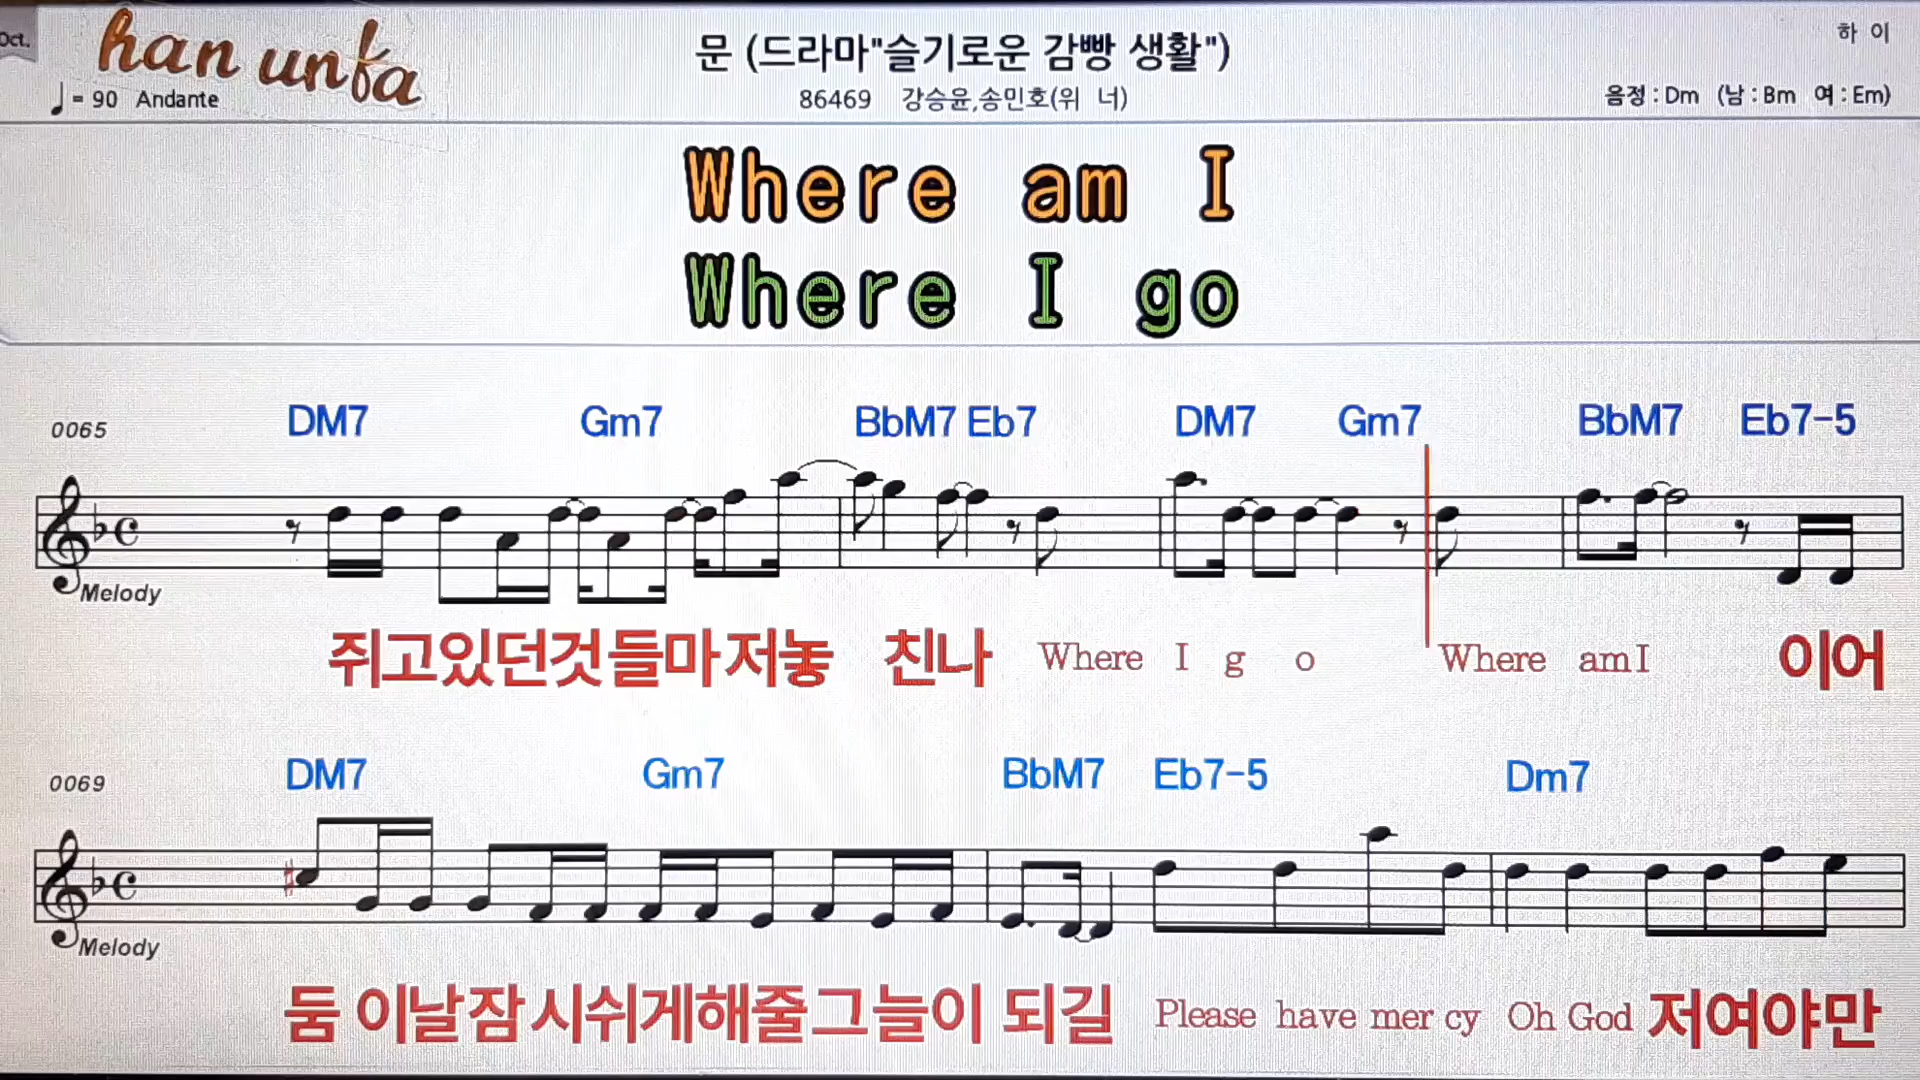 Oct.
han unfa
♩= 90 Andante
문 (드라마"슬기로운 감빵 생활")
86469 강승윤,송민호(위 너)
하 이
음정 : Dm (남 : Bm 여 : Em)
Where am I
Where I go
0065 DM7 Gm7 BbM7 Eb7 DM7 Gm7 BbM7 Eb7-5
Melody
쥐고있던것들마저놓 친나 Where I g o Where amI 이어
0069 DM7 Gm7 BbM7 Eb7-5 Dm7
Melody
둠 이날잠시쉬게해줄그늘이 되길 Please have mer cy Oh God 저여야만